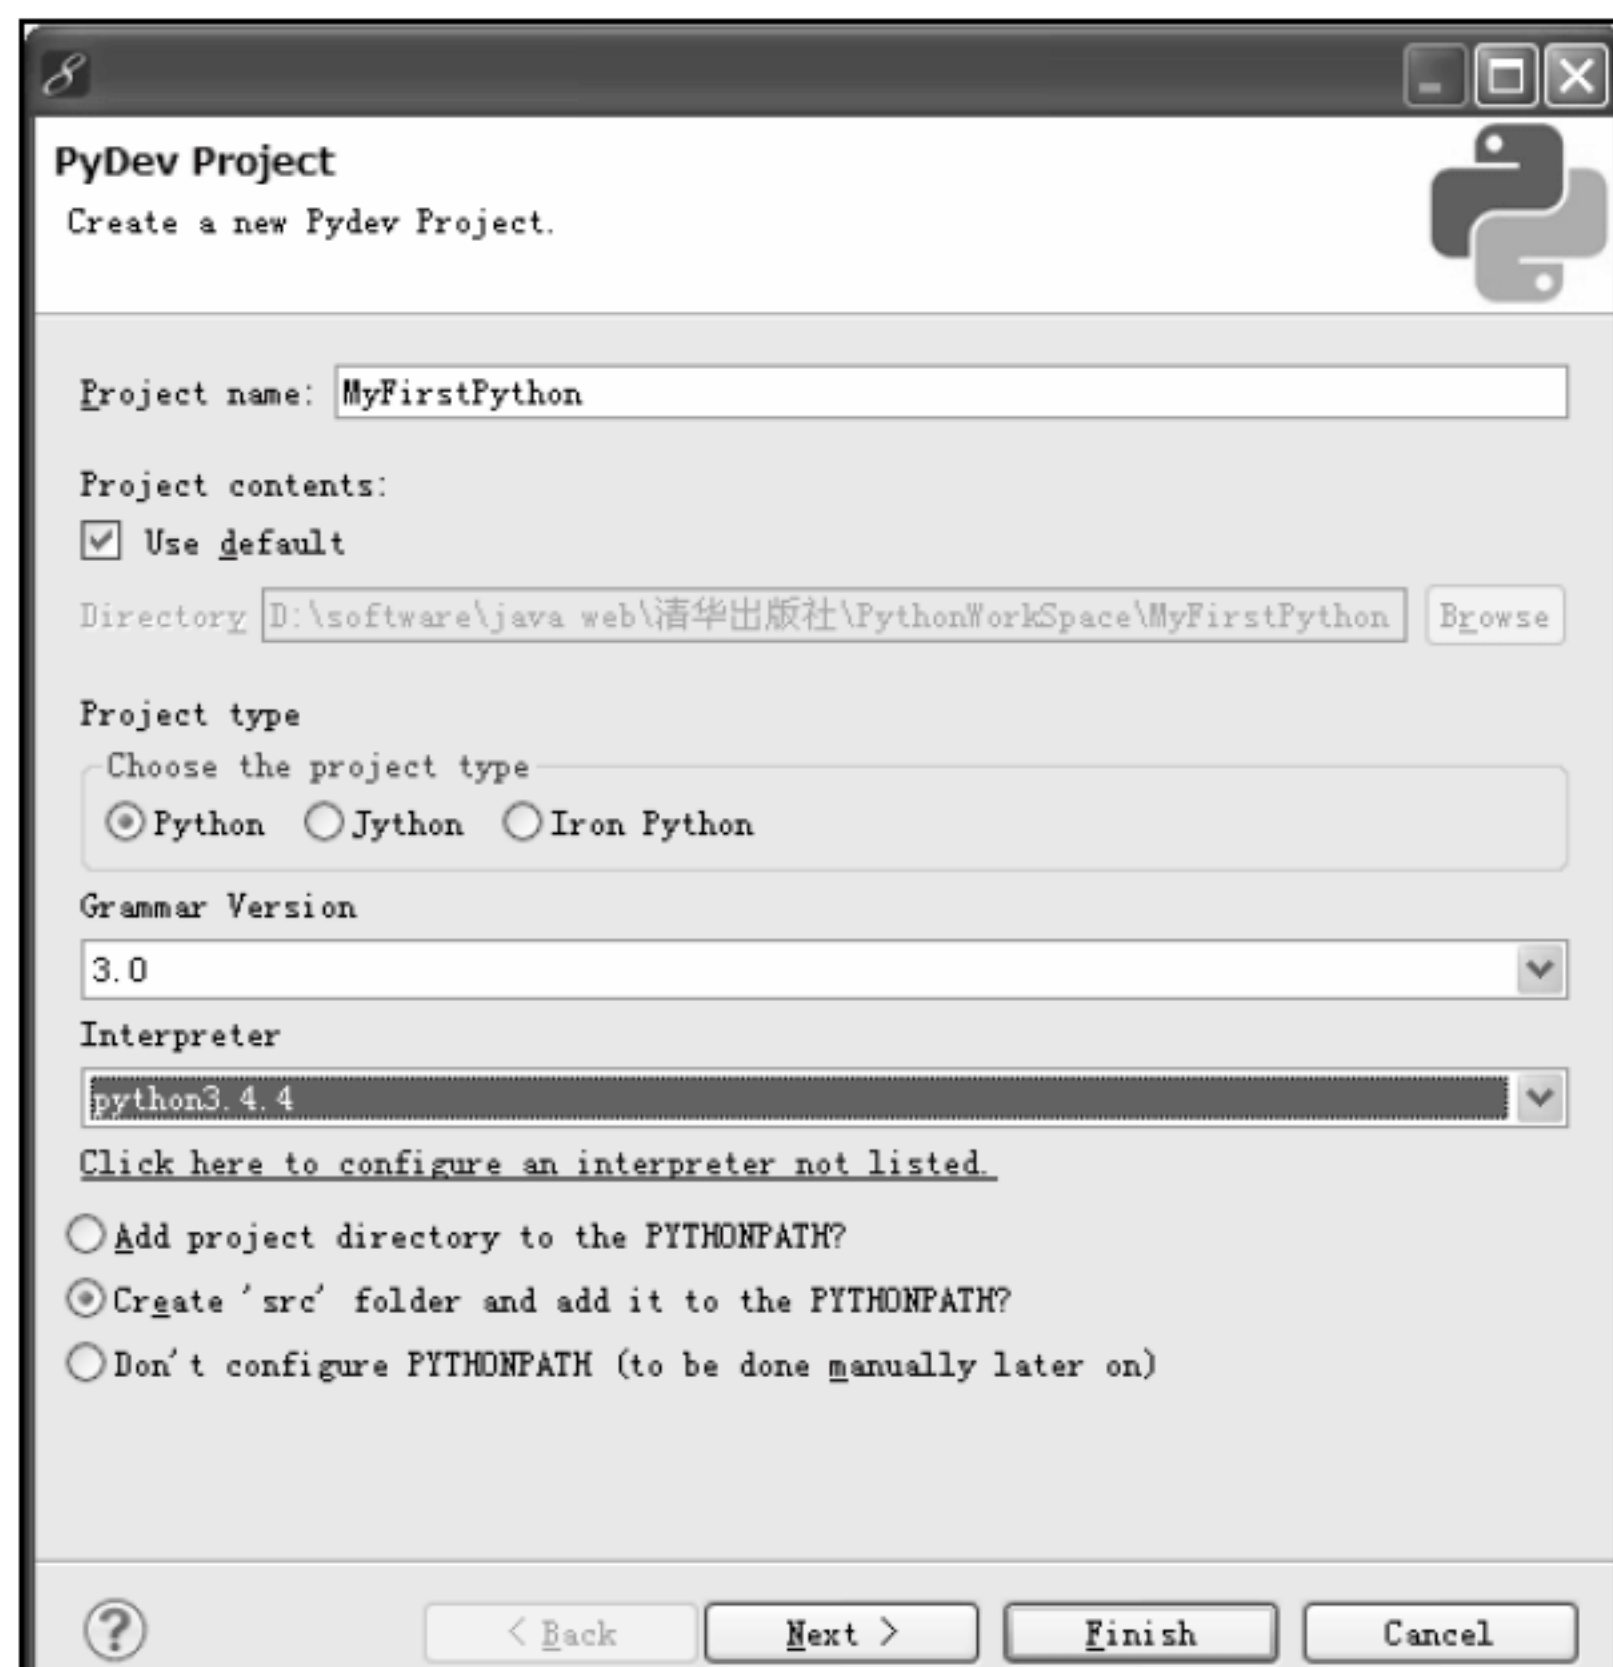 PyDev Project
Create a new Pydev Project.
Project name: MyFirstPython
Project contents:
Use default
Directory D:\software\java web\清华出版社\PythonWorkSpace\MyFirstPython Browse
Project type
Choose the project type
Python Jython Iron Python
Grammar Version
3.0
Interpreter
python3.4.4
Click here to configure an interpreter not listed.
Add project directory to the PYTHONPATH?
Create 'src' folder and add it to the PYTHONPATH?
Don't configure PYTHONPATH (to be done manually later on)
? < Back Next > Finish Cancel